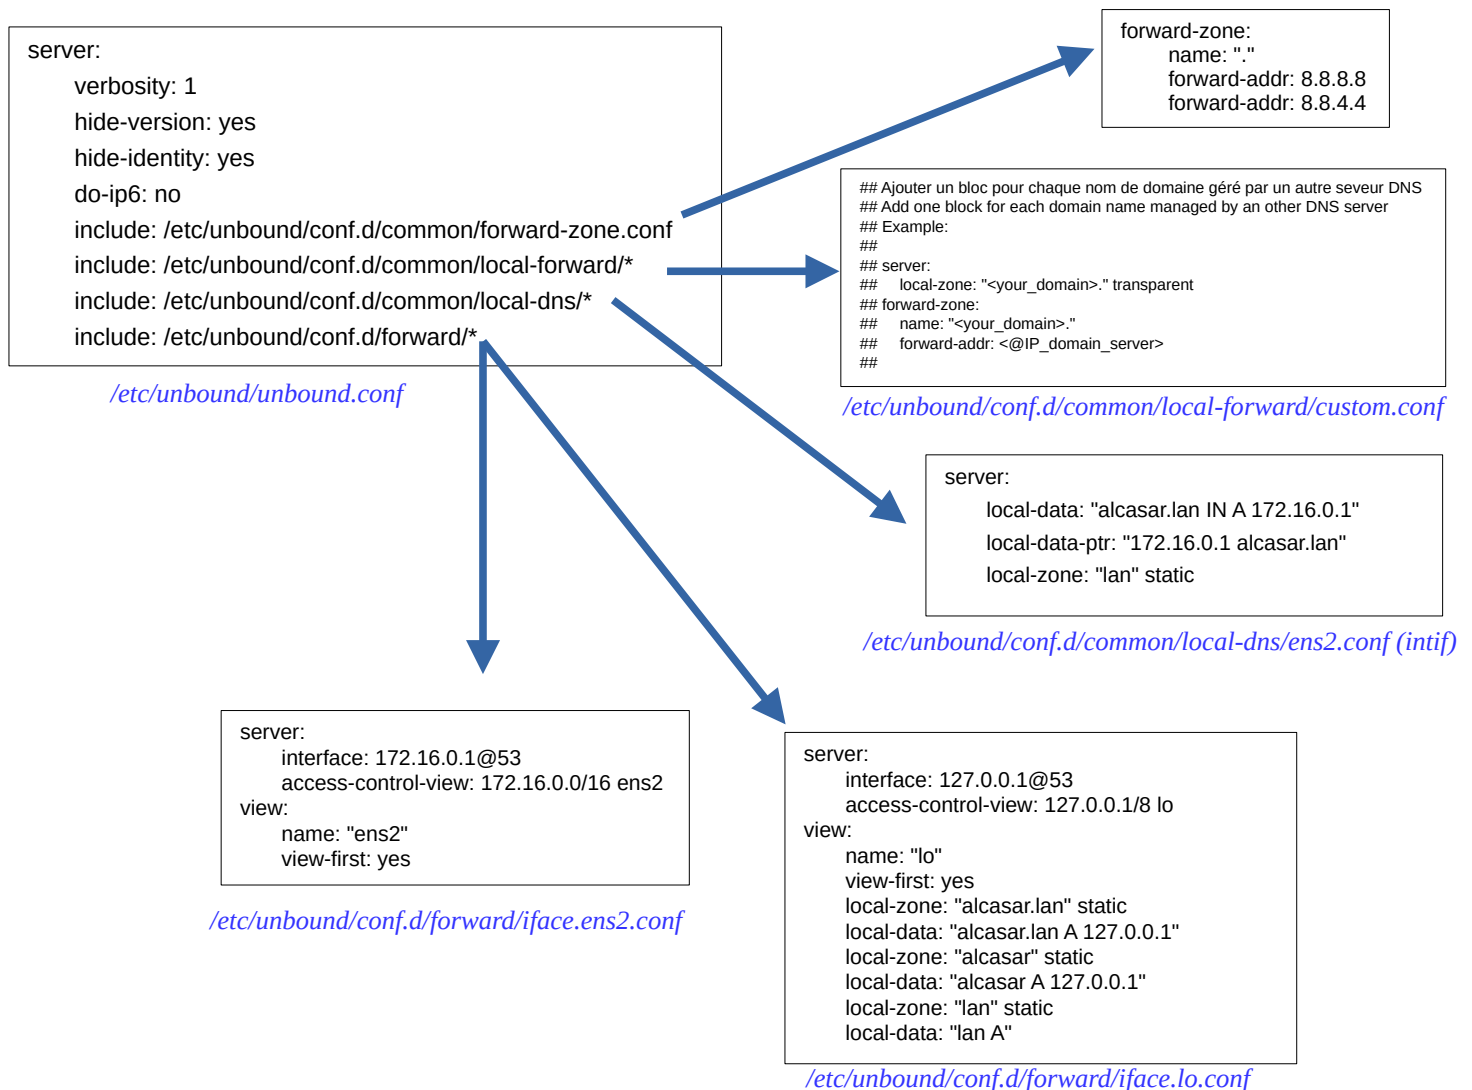 server:
verbosity: 1
hide-version: yes
hide-identity: yes
do-ip6: no
include: /etc/unbound/conf.d/common/forward-zone.conf
include: /etc/unbound/conf.d/common/local-forward/*
include: /etc/unbound/conf.d/common/local-dns/*
include: /etc/unbound/conf.d/forward/*
/etc/unbound/unbound.conf
forward-zone:
name: "."
forward-addr: 8.8.8.8
forward-addr: 8.8.4.4
## Ajouter un bloc pour chaque nom de domaine géré par un autre seveur DNS
## Add one block for each domain name managed by an other DNS server
## Example:
##
## server:
## local-zone: "<your_domain>." transparent
## forward-zone:
## name: "<your_domain>."
## forward-addr: <@IP_domain_server>
##
/etc/unbound/conf.d/common/local-forward/custom.conf
server:
local-data: "alcasar.lan IN A 172.16.0.1"
local-data-ptr: "172.16.0.1 alcasar.lan"
local-zone: "lan" static
/etc/unbound/conf.d/common/local-dns/ens2.conf (intif)
server:
interface: 172.16.0.1@53
access-control-view: 172.16.0.0/16 ens2
view:
name: "ens2"
view-first: yes
/etc/unbound/conf.d/forward/iface.ens2.conf
server:
interface: 127.0.0.1@53
access-control-view: 127.0.0.1/8 lo
view:
name: "lo"
view-first: yes
local-zone: "alcasar.lan" static
local-data: "alcasar.lan A 127.0.0.1"
local-zone: "alcasar" static
local-data: "alcasar A 127.0.0.1"
local-zone: "lan" static
local-data: "lan A"
/etc/unbound/conf.d/forward/iface.lo.conf